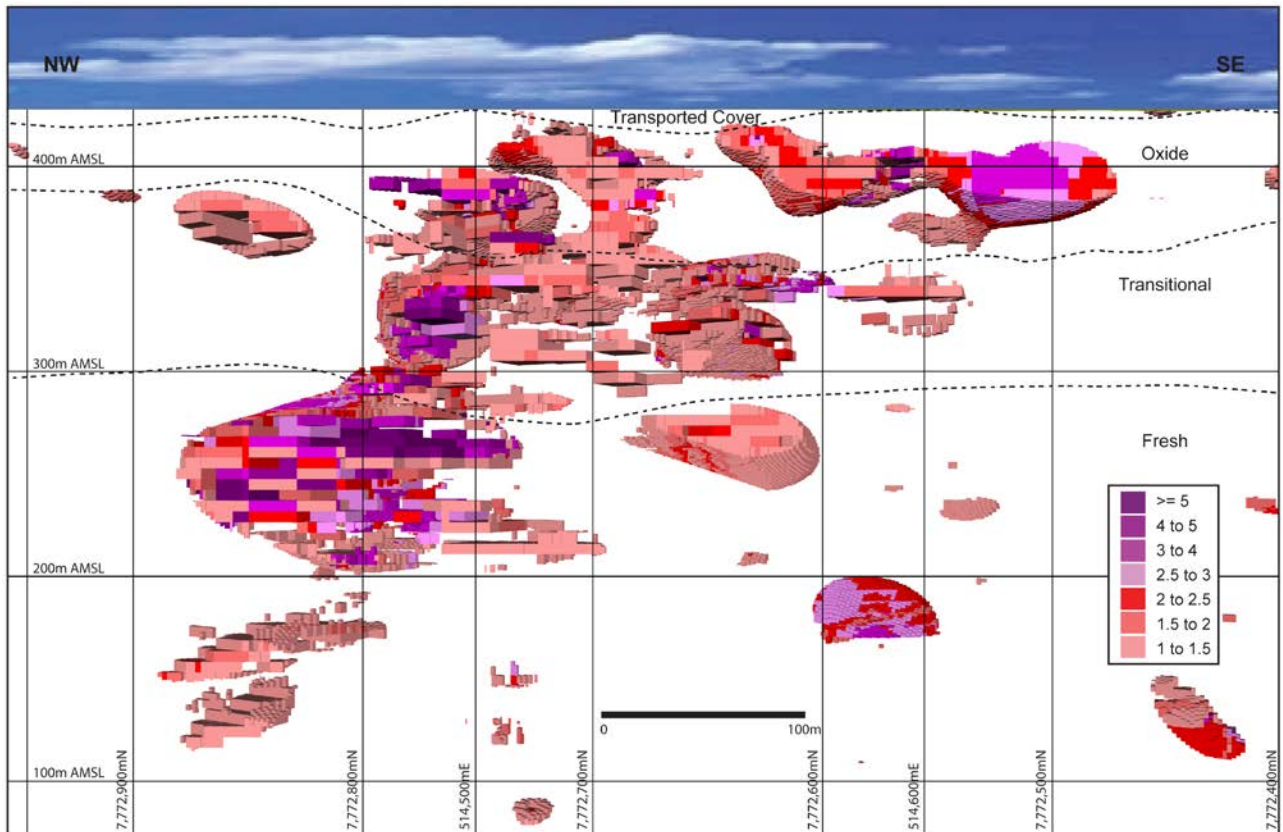 NW
SE
Transported Cover
400m AMSL
Oxide
Transitional
300m AMSL
Fresh
>= 5
4 to 5
3 to 4
2.5 to 3
2 to 2.5
1.5 to 2
1 to 1.5
200m AMSL
0
100m
100m AMSL
7,772,900mN
7,772,800mN
514,500mE
7,772,700mN
7,772,600mN
514,600mE
7,772,500mN
7,772,400mN